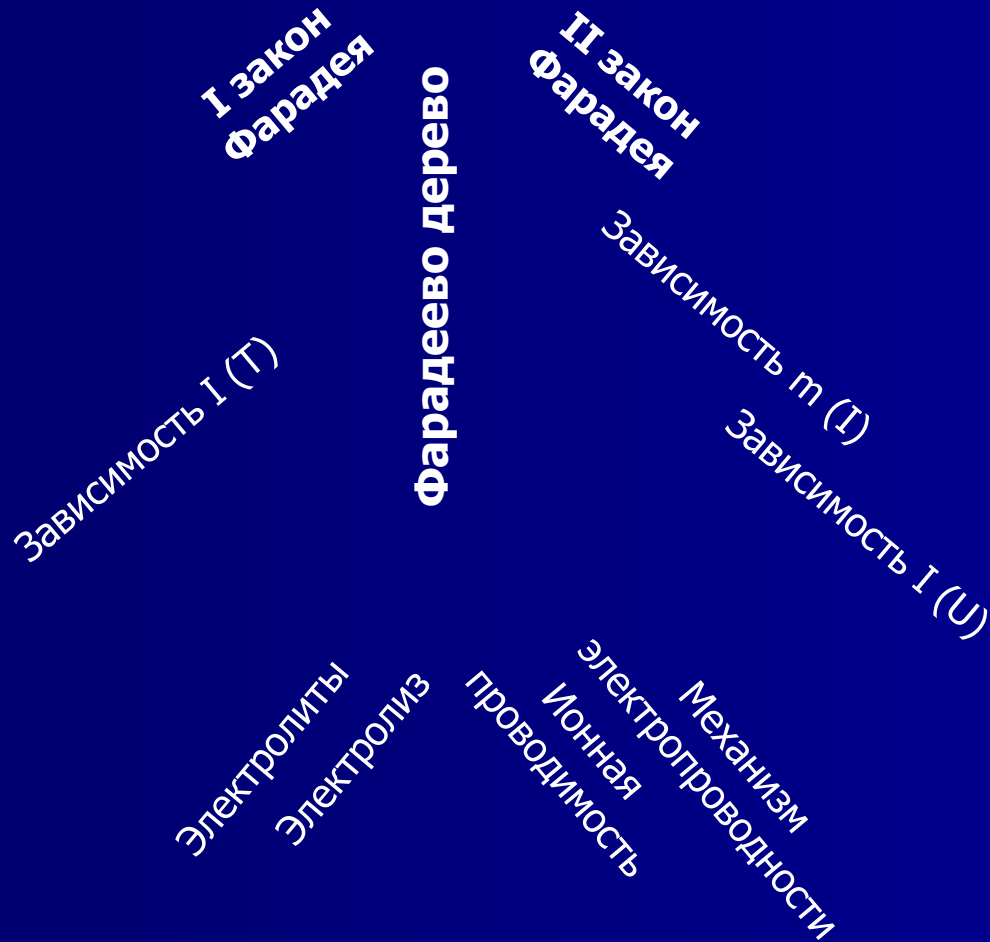 I закон
Фарадея
II закон
Фарадея
Фарадеево дерево
Зависимость m (I)
Зависимость I (T)
Зависимость I (U)
Электролиты
Электролиз
Ионная
проводимость
Механизм
электропроводности